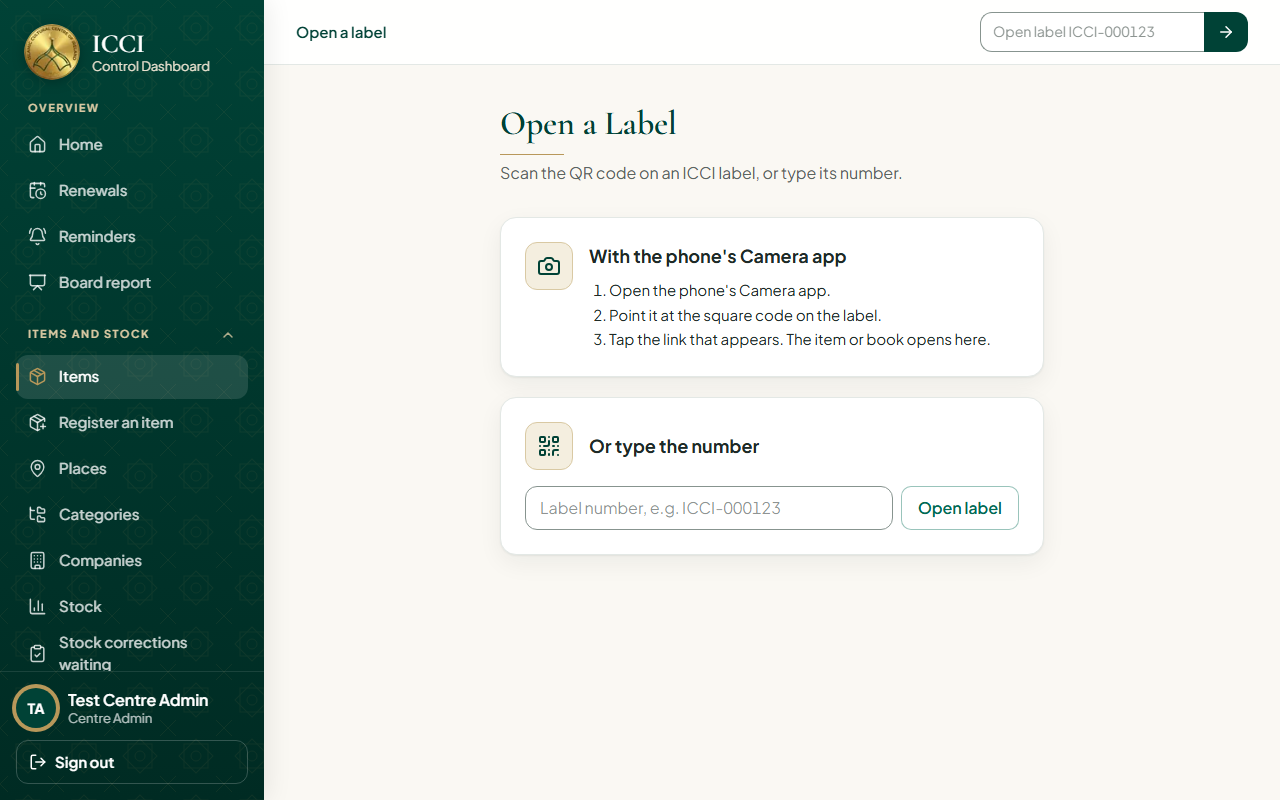 ICCI
Control Dashboard
OVERVIEW
Home
Renewals
Reminders
Board report
ITEMS AND STOCK
Items
Register an item
Places
Categories
Companies
Stock
Stock corrections
waiting
TA
Test Centre Admin
Centre Admin
Sign out
Open a label
Open label ICCI-000123
Open a Label
Scan the QR code on an ICCI label, or type its number.
With the phone's Camera app
1. Open the phone's Camera app.
2. Point it at the square code on the label.
3. Tap the link that appears. The item or book opens here.
Or type the number
Label number, e.g. ICCI-000123
Open label